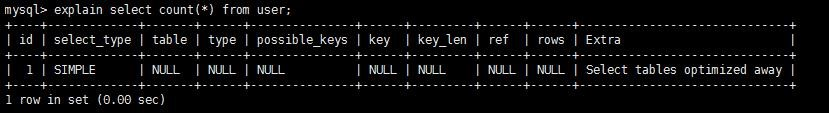 mysql> explain select count(*) from user;
+----+-------------+-------+------+---------------+------+---------+------+------+------------------------------+
| id | select_type | table | type | possible_keys | key | key_len | ref | rows | Extra |
+----+-------------+-------+------+---------------+------+---------+------+------+------------------------------+
| 1 | SIMPLE | NULL | NULL | NULL | NULL | NULL | NULL | NULL | Select tables optimized away |
+----+-------------+-------+------+---------------+------+---------+------+------+------------------------------+
1 row in set (0.00 sec)